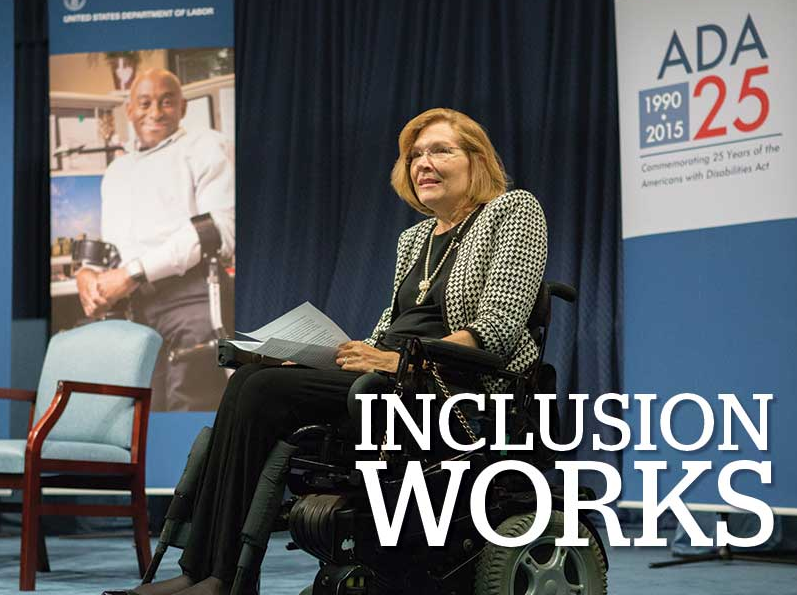 UNITED STATES DEPARTMENT OF LABOR
ADA
1990 25
2015
Commemorating 25 Years of the
Americans with Disabilities Act
INCLUSION
WORKS